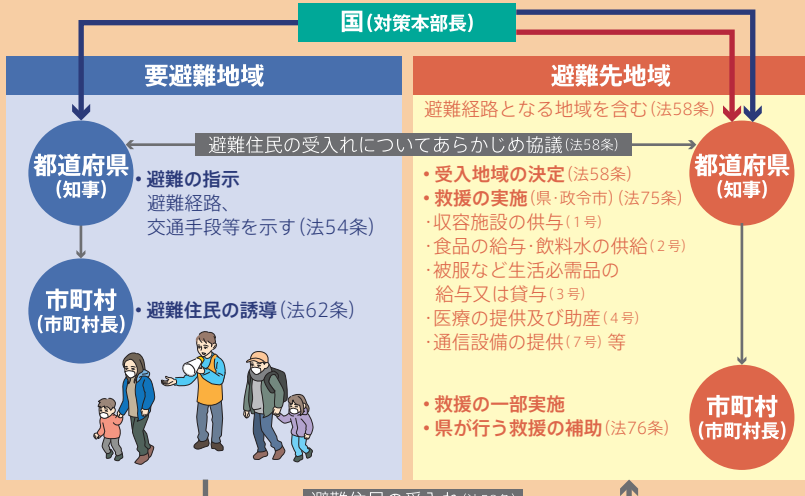 国(対策本部長)
要避難地域
避難先地域
避難経路となる地域を含む(法58条)
避難住民の受入れについてあらかじめ協議(法58条)
都道府県
(知事)
・避難の指示
避難経路、
交通手段等を示す(法54条)
市町村
(市町村長)
・避難住民の誘導(法62条)
都道府県
(知事)
・受入地域の決定(法58条)
・救援の実施(県・政令市)(法75条)
・収容施設の供与(1号)
・食品の給与・飲料水の供給(2号)
・被服など生活必需品の
給与又は貸与(3号)
・医療の提供及び助産(4号)
・通信設備の提供(7号)等
・救援の一部実施
・県が行う救援の補助(法76条)
市町村
(市町村長)
避難住民の受入れ